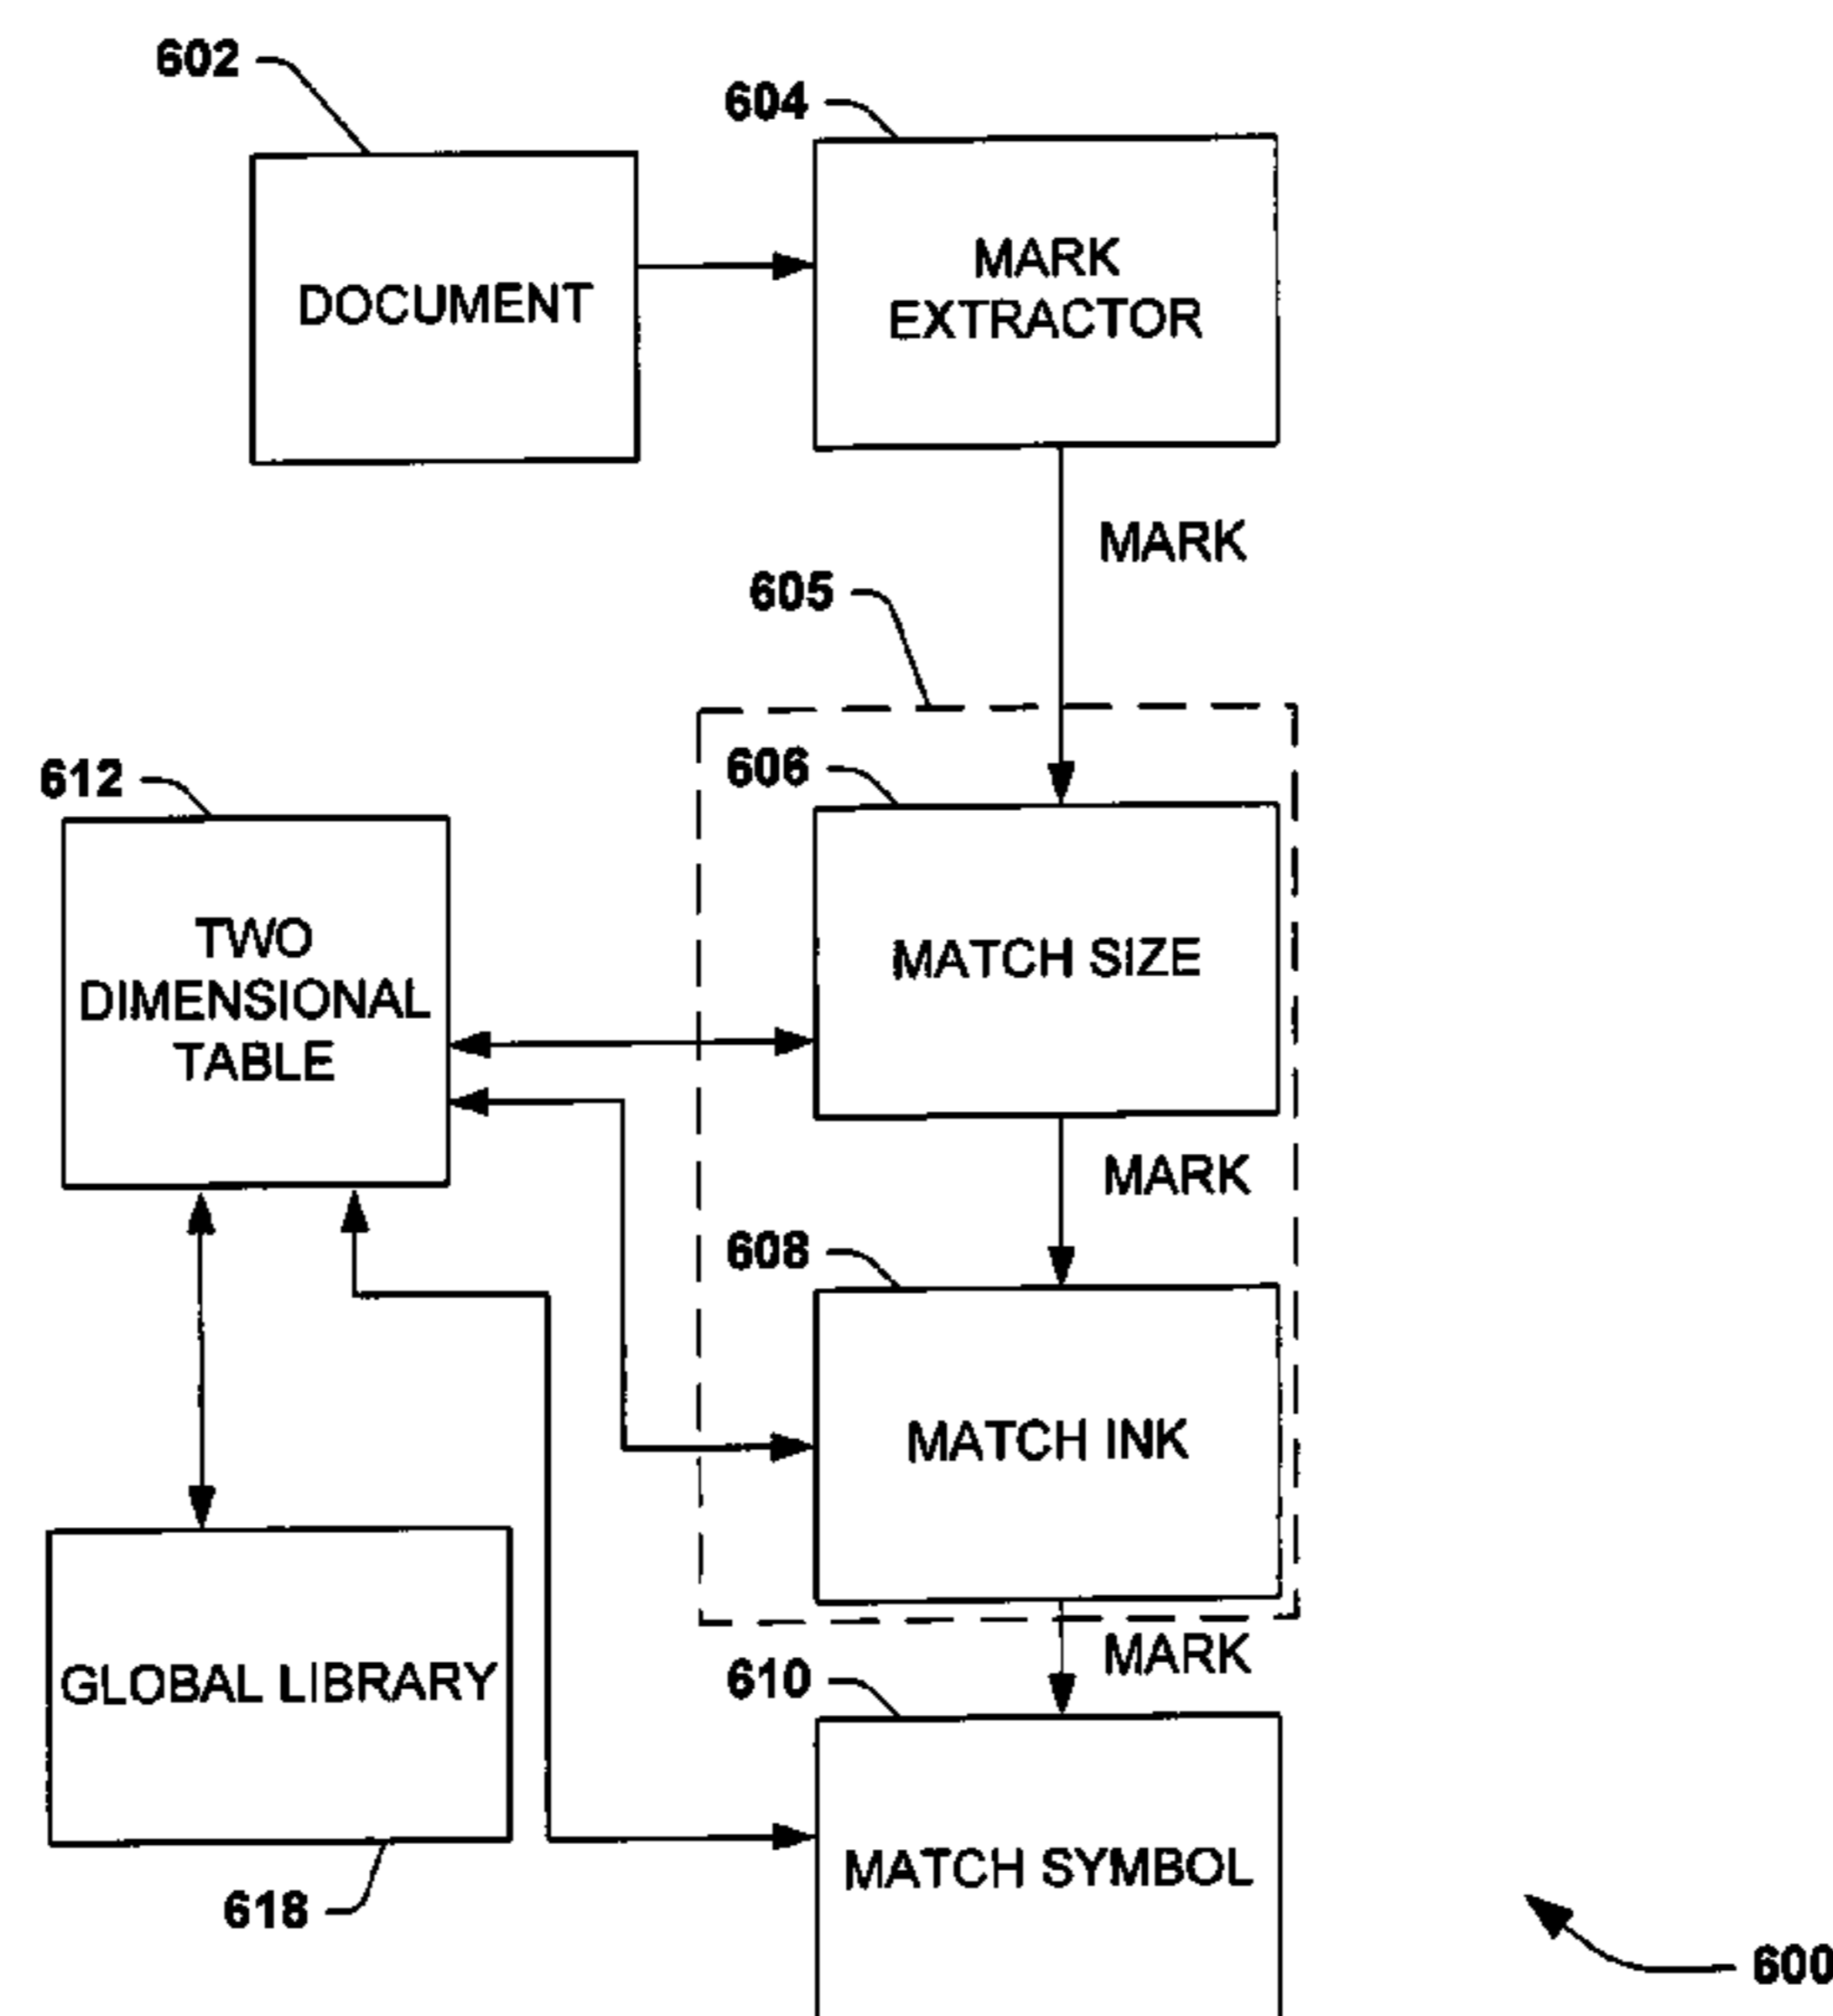 602
604
DOCUMENT
MARK
EXTRACTOR
MARK
605
612
606
TWO
DIMENSIONAL
TABLE
MATCH SIZE
MARK
608
MATCH INK
MARK
610
GLOBAL LIBRARY
618
MATCH SYMBOL
600